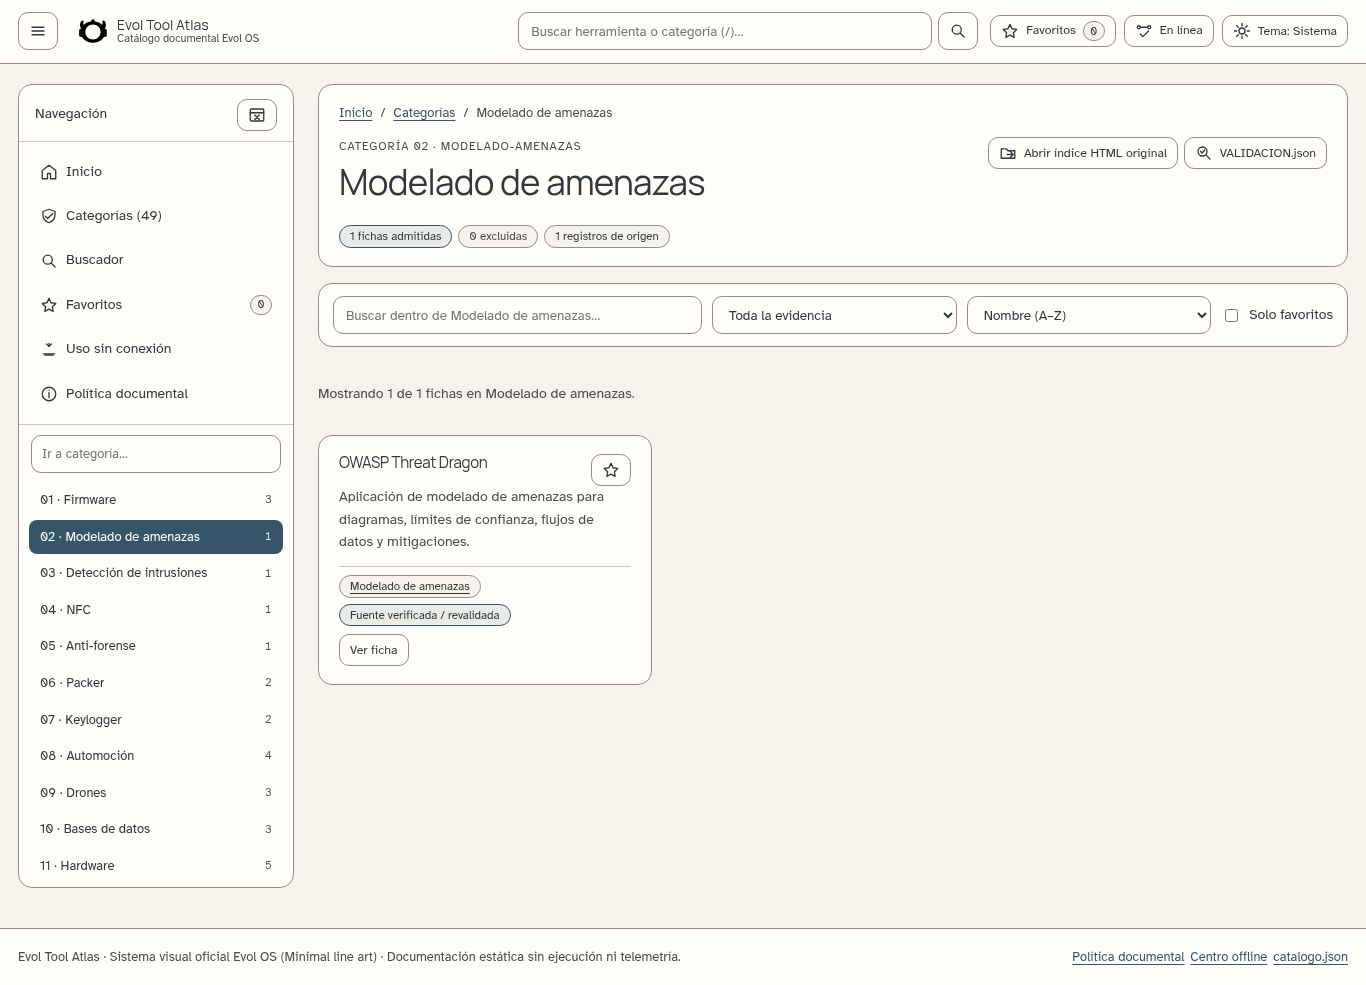 Evol Tool Atlas
Catálogo documental Evol OS
Buscar herramienta o categoría (/)...
Favoritos 0
En línea
Tema: Sistema
Navegación
Inicio
Categorías (49)
Buscador
Favoritos 0
Uso sin conexión
Política documental
Ir a categoría...
01 · Firmware 3
02 · Modelado de amenazas 1
03 · Detección de intrusiones 1
04 · NFC 1
05 · Anti-forense 1
06 · Packer 2
07 · Keylogger 2
08 · Automoción 4
09 · Drones 3
10 · Bases de datos 3
11 · Hardware 5
Inicio / Categorías / Modelado de amenazas
CATEGORÍA 02 · MODELADO-AMENAZAS
Modelado de amenazas
Abrir índice HTML original
VALIDACION.json
1 fichas admitidas
0 excluidas
1 registros de origen
Buscar dentro de Modelado de amenazas...
Toda la evidencia
Nombre (A–Z)
Solo favoritos
Mostrando 1 de 1 fichas en Modelado de amenazas.
OWASP Threat Dragon
Aplicación de modelado de amenazas para
diagramas, límites de confianza, flujos de
datos y mitigaciones.
Modelado de amenazas
Fuente verificada / revalidada
Ver ficha
Evol Tool Atlas · Sistema visual oficial Evol OS (Minimal line art) · Documentación estática sin ejecución ni telemetría.
Política documental Centro offline catalogo.json